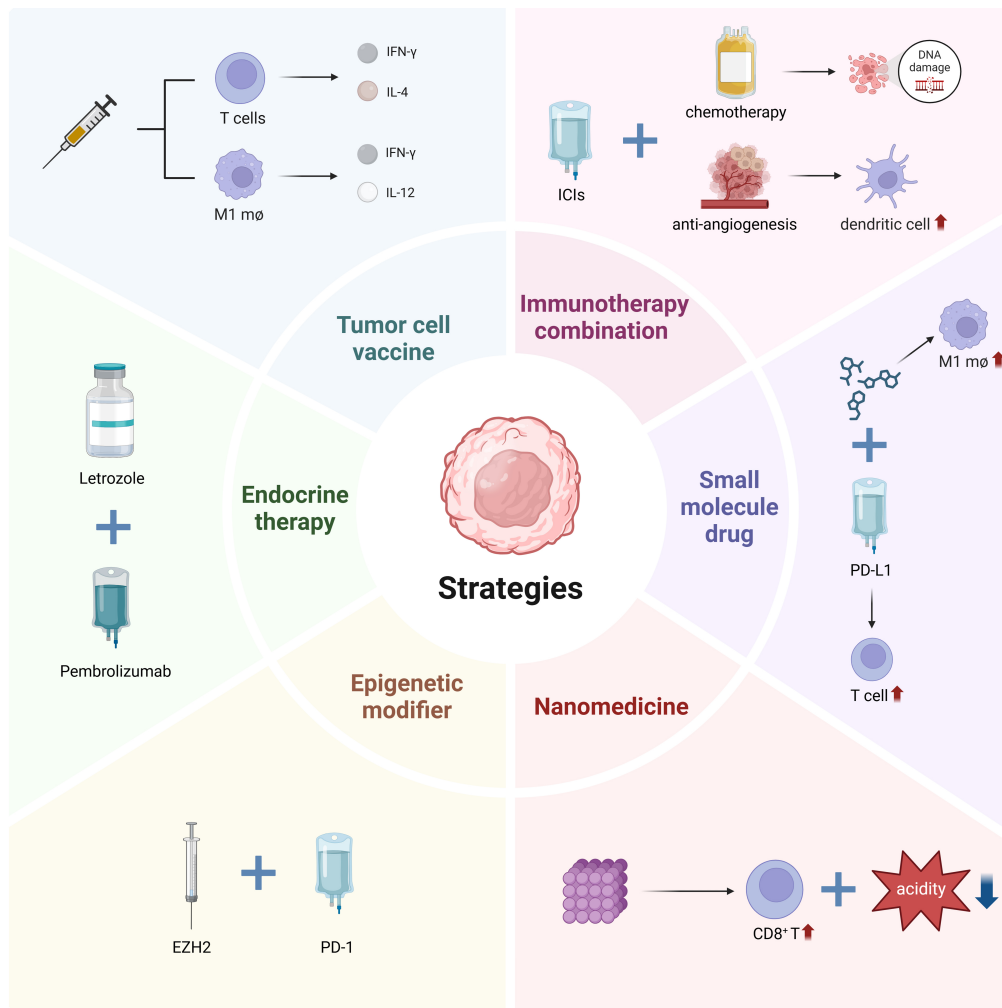 IFN-γ
IL-4
T cells
IFN-γ
IL-12
M1 mø
DNA
damage
chemotherapy
ICIs
anti-angiogenesis
dendritic cell
Tumor cell
vaccine
Immunotherapy
combination
M1 mø
Letrozole
Pembrolizumab
Endocrine
therapy
Small
molecule
drug
PD-L1
T cell
Strategies
Epigenetic
modifier
Nanomedicine
EZH2
PD-1
CD8⁺ T
acidity